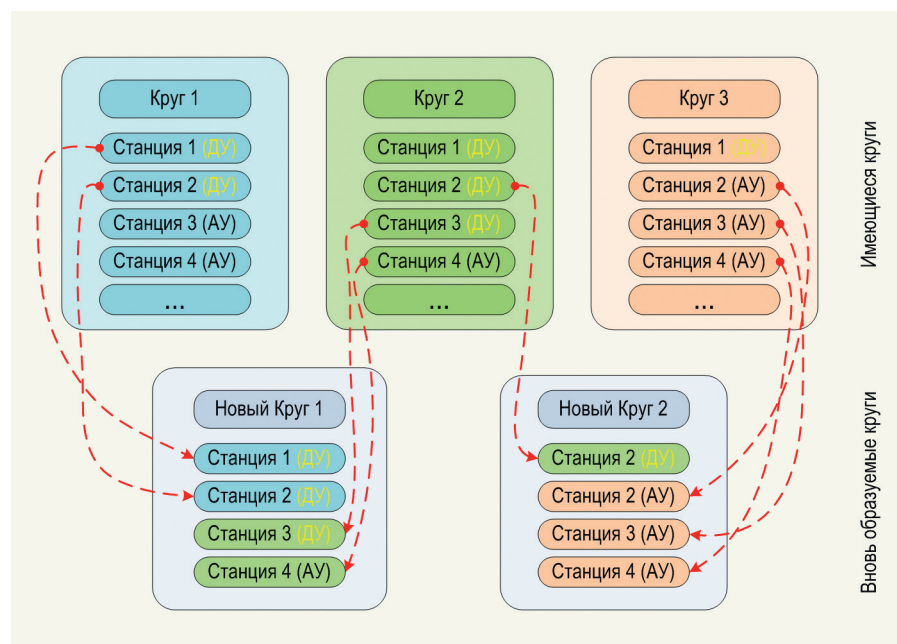 Круг 1
Станция 1 (ДУ)
Станция 2 (ДУ)
Станция 3 (АУ)
Станция 4 (АУ)
...
Круг 2
Станция 1 (ДУ)
Станция 2 (ДУ)
Станция 3 (ДУ)
Станция 4 (АУ)
...
Круг 3
Станция 1 (ДУ)
Станция 2 (АУ)
Станция 3 (АУ)
Станция 4 (АУ)
...
Имеющиеся круги
Новый Круг 1
Станция 1 (ДУ)
Станция 2 (ДУ)
Станция 3 (ДУ)
Станция 4 (АУ)
Новый Круг 2
Станция 2 (ДУ)
Станция 2 (АУ)
Станция 3 (АУ)
Станция 4 (АУ)
Вновь образуемые круги